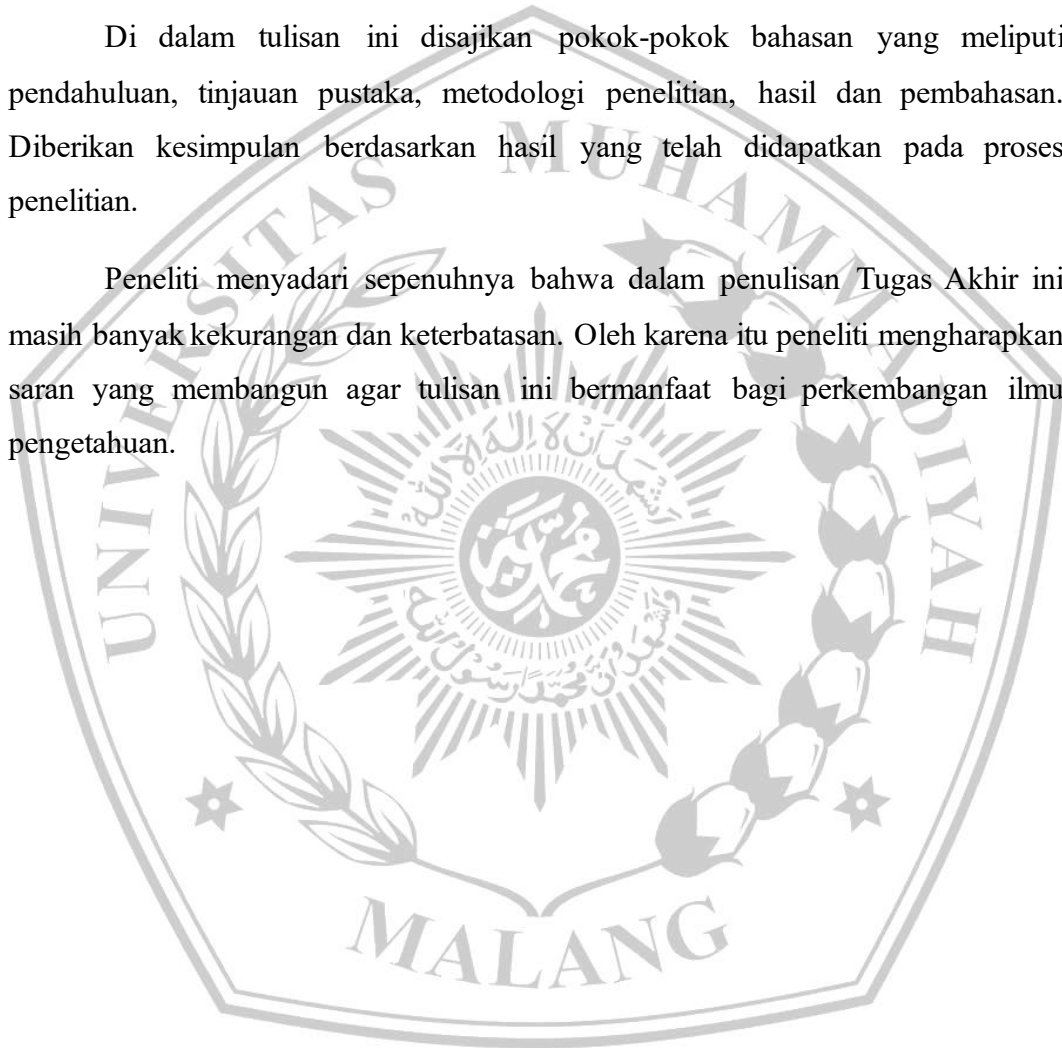 Di dalam tulisan ini disajikan pokok-pokok bahasan yang meliputi
pendahuluan, tinjauan pustaka, metodologi penelitian, hasil dan pembahasan.
Diberikan kesimpulan berdasarkan hasil yang telah didapatkan pada proses
penelitian.
Peneliti menyadari sepenuhnya bahwa dalam penulisan Tugas Akhir ini
masih banyak kekurangan dan keterbatasan. Oleh karena itu peneliti mengharapkan
saran yang membangun agar tulisan ini bermanfaat bagi perkembangan ilmu
pengetahuan.
UNIVERSITAS MUHAMMADIYAH
MALANG